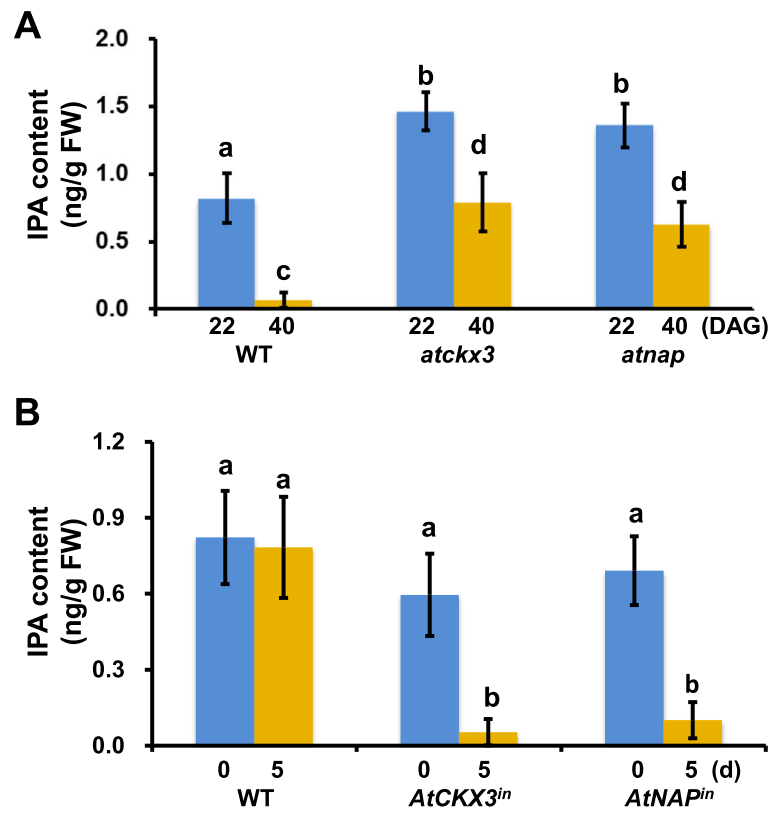 A
2.0
1.5
1.0
0.5
0.0
IPA content
(ng/g FW)
a
c
b
d
b
d
22 40 22 40 22 40 (DAG)
WT atckx3 atnap
B
1.2
0.9
0.6
0.3
0.0
IPA content
(ng/g FW)
a
a
a
b
a
b
0 5 0 5 0 5 (d)
WT AtCKX3in AtNAPin